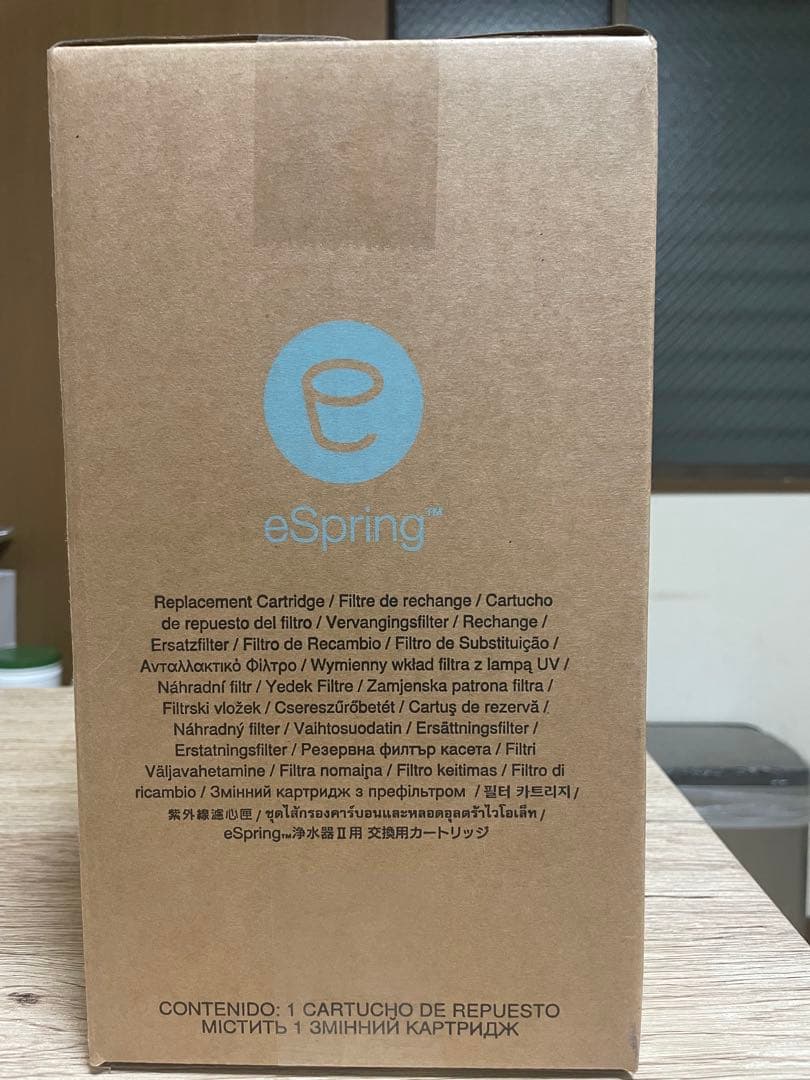 eSpring™
Replacement Cartridge / Filtre de rechange / Cartucho
de repuesto del filtro / Vervangingsfilter / Rechange /
Ersatzfilter / Filtro de Recambio / Filtro de Substituição /
Ανταλλακτικό Φίλτρο / Wymienny wkład filtra z lampą UV /
Náhradní filtr / Yedek Filtre / Zamjenska patrona filtra /
Filtrski vložek / Csereszűrőbetét / Cartuş de rezervă /
Náhradný filter / Vaihtosuodatin / Ersättningsfilter /
Erstatningsfilter / Резервна филтър касета / Filtri
Väljavahetamine / Filtra nomaiņa / Filtro keitimas / Filtro di
ricambio / Змінний картридж з префільтром / 필터 카트리지 /
紫外線濾心匣 / ชุดไส้กรองคาร์บอนและหลอดอุลตร้าไวโอเล็ท /
eSpring™浄水器Ⅱ用 交換用カートリッジ
CONTENIDO: 1 CARTUCHO DE REPUESTO
МІСТИТЬ 1 ЗМІННИЙ КАРТРИДЖ